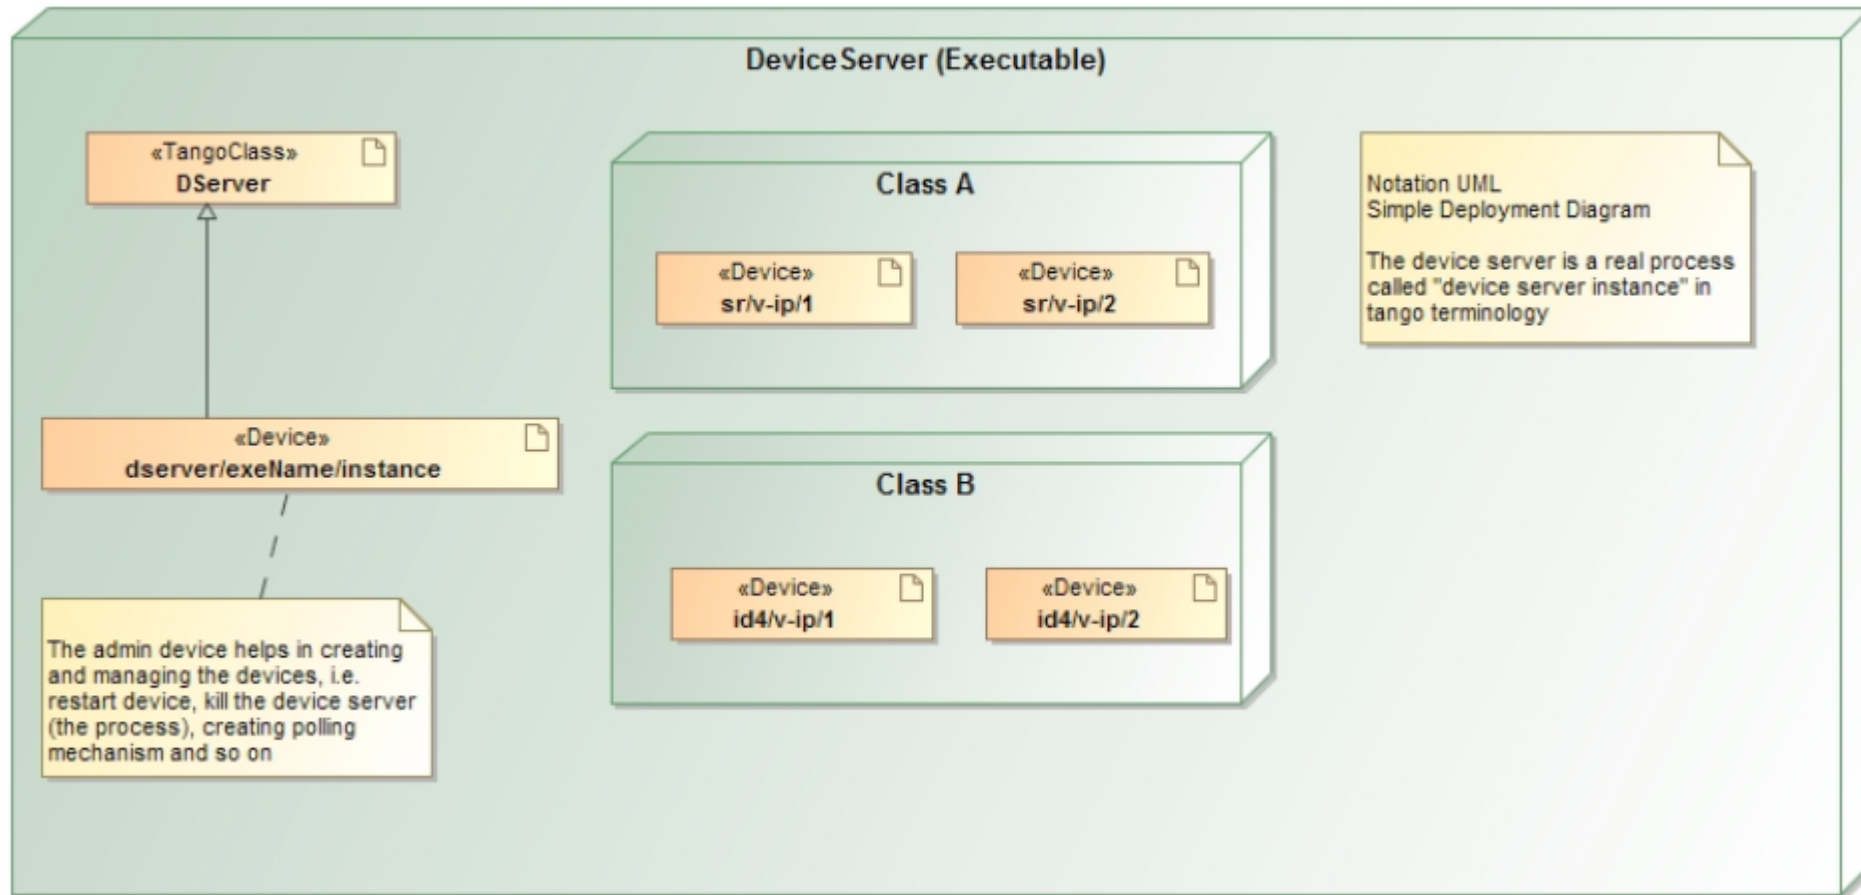 DeviceServer (Executable)
«TangoClass»
DServer
«Device»
dserver/exeName/instance
The admin device helps in creating
and managing the devices, i.e.
restart device, kill the device server
(the process), creating polling
mechanism and so on
Class A
«Device»
sr/v-ip/1
«Device»
sr/v-ip/2
Class B
«Device»
id4/v-ip/1
«Device»
id4/v-ip/2
Notation UML
Simple Deployment Diagram
The device server is a real process
called "device server instance" in
tango terminology